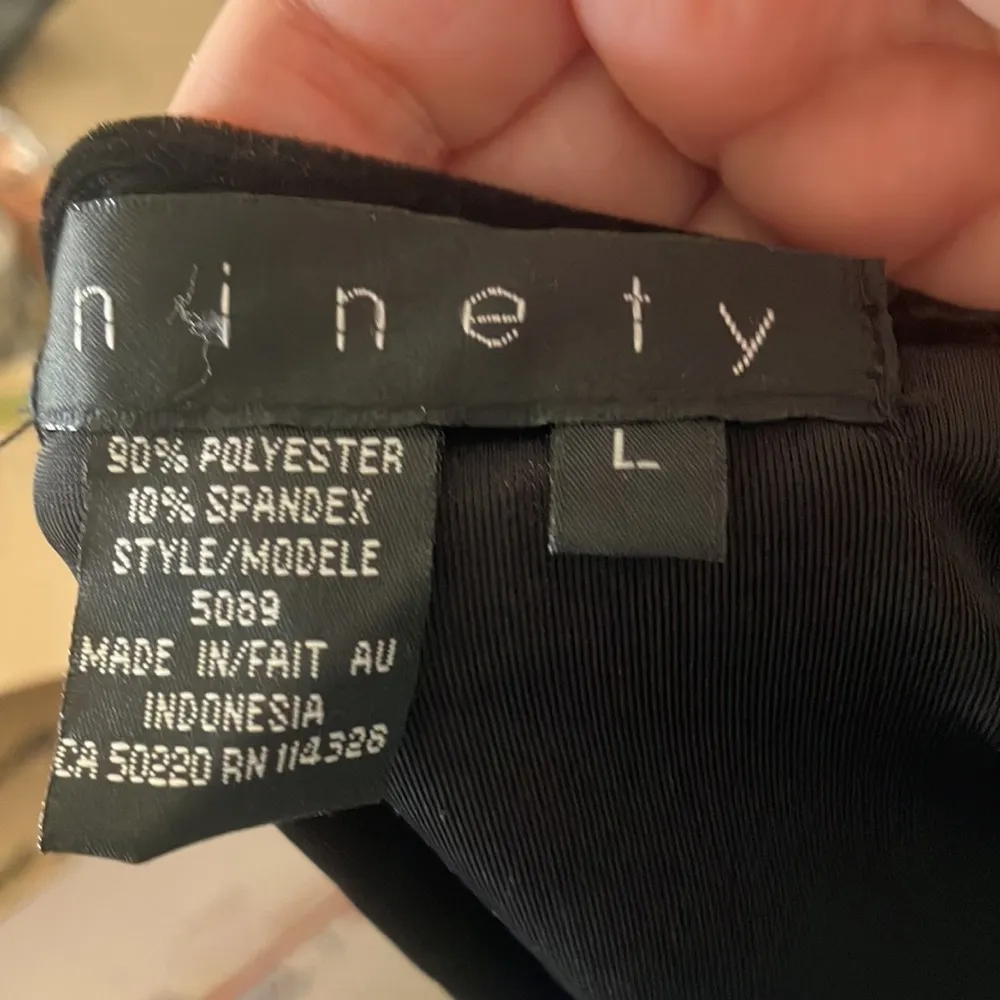 ninety
L
90% POLYESTER
10% SPANDEX
STYLE/MODELE
5089
MADE IN/FAIT AU
INDONESIA
CA 50220 RN 114328